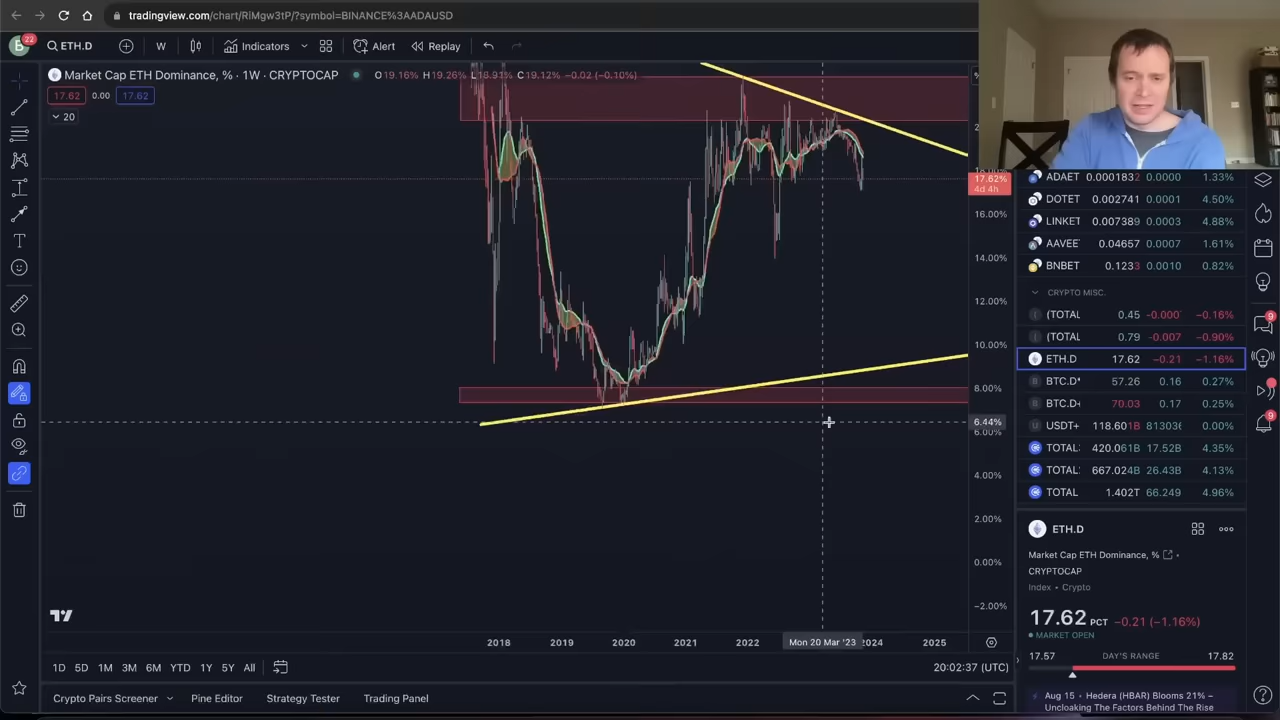 tradingview.com/chart/RlMgw3tP/?symbol=BINANCE%3AADAUSD
22
ETH.D
W
Indicators
Alert
Replay
Market Cap ETH Dominance, % · 1W · CRYPTOCAP
O19.16% H19.26% L18.91% C19.12% −0.02 (−0.10%)
17.62 0.00 17.62
20
18.00%
17.62%
4d 4h
16.00%
14.00%
12.00%
10.00%
8.00%
6.44%
6.00%
4.00%
2.00%
0.00%
−2.00%
2018 2019 2020 2021 2022 Mon 20 Mar '23 2024 2025
1D 5D 1M 3M 6M YTD 1Y 5Y All
20:02:37 (UTC)
Crypto Pairs Screener
Pine Editor
Strategy Tester
Trading Panel
ADAET 0.0001832 0.0000 1.33%
DOTET 0.002741 0.0001 4.50%
LINKET 0.007389 0.0003 4.88%
AAVEE 0.04657 0.0007 1.61%
BNBET 0.1233 0.0010 0.82%
CRYPTO MISC.
(TOTAL 0.45 −0.000 −0.16%
(TOTAL 0.79 −0.007 −0.90%
ETH.D 17.62 −0.21 −1.16%
BTC.D* 57.26 0.16 0.27%
BTC.D+ 70.03 0.17 0.25%
USDT+ 118.601B 81303 0.00%
TOTAL 420.061B 17.52B 4.35%
TOTAL 667.024B 26.43B 4.13%
TOTAL 1.402T 66.249 4.96%
9
9
ETH.D
Market Cap ETH Dominance, %
CRYPTOCAP
Index • Crypto
17.62 PCT −0.21 (−1.16%)
MARKET OPEN
17.57 DAY'S RANGE 17.82
Aug 15 • Hedera (HBAR) Blooms 21% –
Uncloaking The Factors Behind The Rise